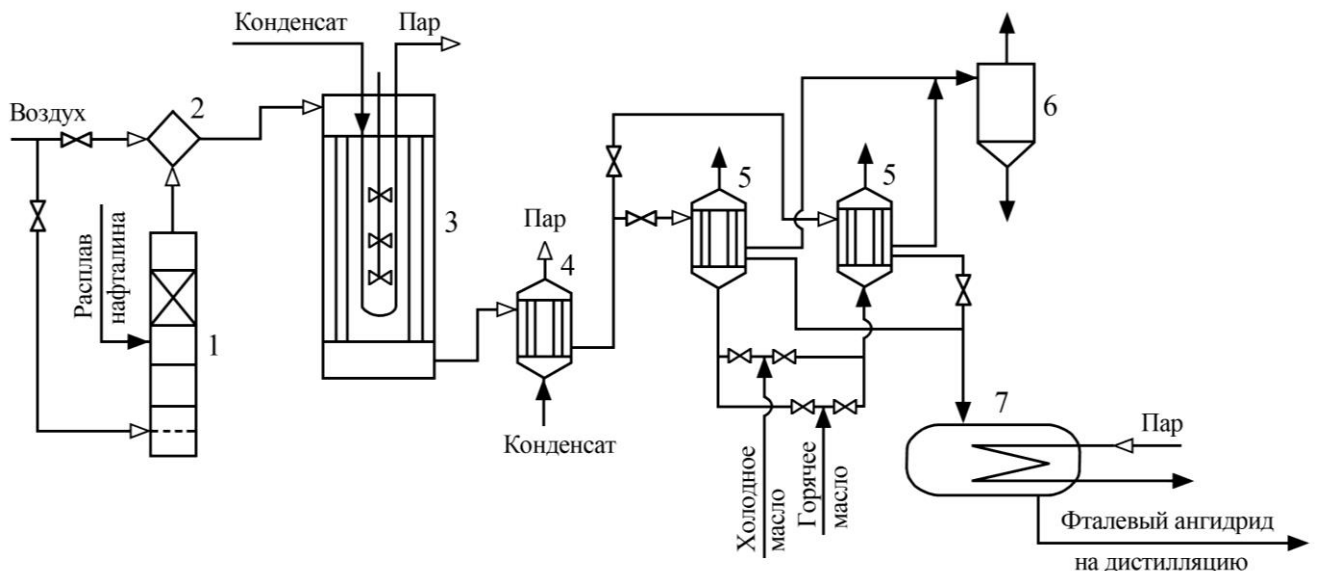 Конденсат
Пар
Воздух
2
6
5
5
Расплав
нафталина
3
Пар
4
1
7
Пар
Конденсат
Холодное
масло
Горячее
масло
Фталевый ангидрид
на дистилляцию